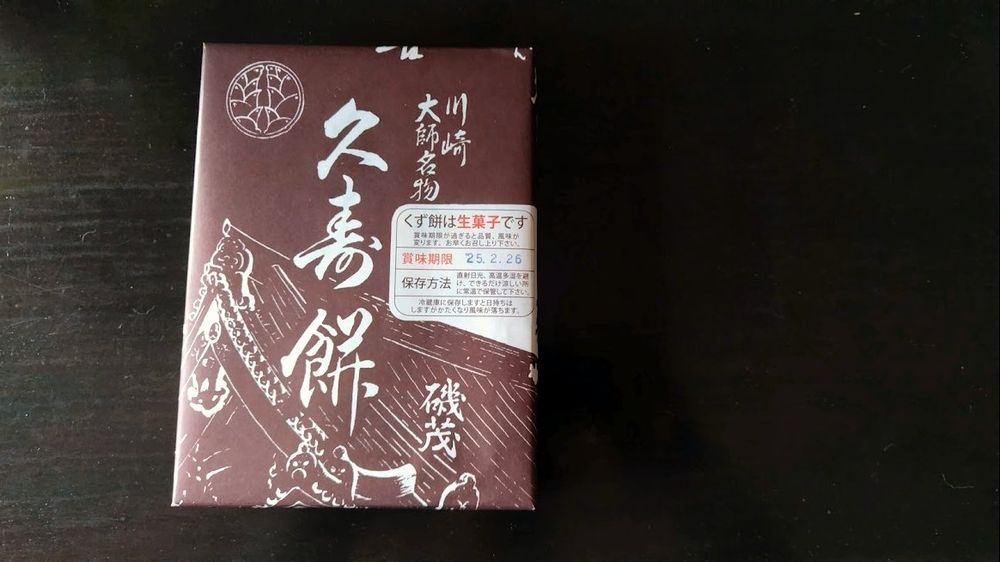 川崎
大師名物
久寿餅
磯茂
くず餅は生菓子です
賞味期限が過ぎると品質、風味が
変ります。お早くお召し上り下さい。
賞味期限 '25.2.26
保存方法
直射日光、高温多湿を避
け、できるだけ涼しい所
に常温で保管して下さい。
冷蔵庫に保存しますと日持ちは
しますがかたくなり風味が落ちます。